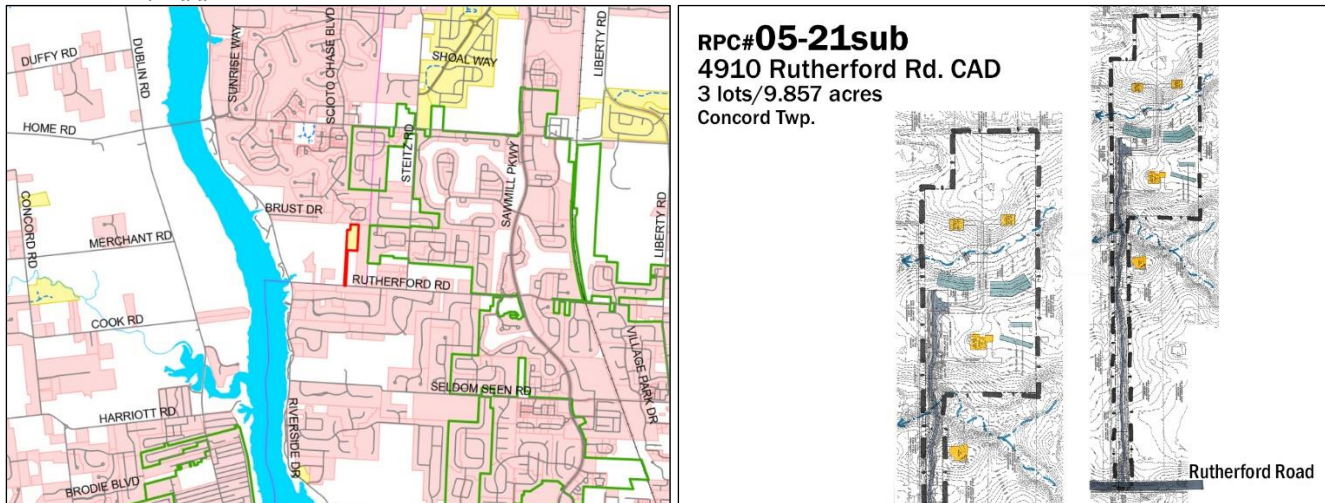 DUFFY RD
DUBLIN RD
SUNRISE WAY
SCIOTO CHASE BLVD
SHOAL WAY
LIBERTY RD
HOME RD
STEITZ RD
SAWMILL PKWY
CONCORD RD
BRUST DR
MERCHANT RD
LIBERTY RD
RUTHERFORD RD
COOK RD
VILLAGE PARK DR
SELDOM SEEN RD
HARRIOTT RD
RIVERSIDE DR
BRODIE BLVD
RPC#05-21sub
4910 Rutherford Rd. CAD
3 lots/9.857 acres
Concord Twp.
Rutherford Road